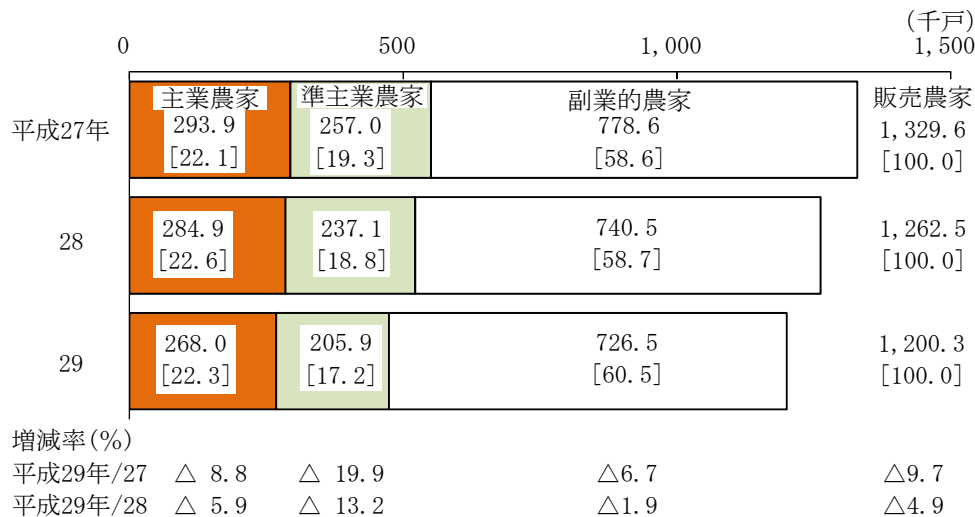 (千戸)
0 500 1,000 1,500
主業農家 準主業農家 副業的農家 販売農家
平成27年 293.9 257.0 778.6 1,329.6
[22.1] [19.3] [58.6] [100.0]
28 284.9 237.1 740.5 1,262.5
[22.6] [18.8] [58.7] [100.0]
29 268.0 205.9 726.5 1,200.3
[22.3] [17.2] [60.5] [100.0]
増減率(%)
平成29年/27 △ 8.8 △ 19.9 △6.7 △9.7
平成29年/28 △ 5.9 △ 13.2 △1.9 △4.9